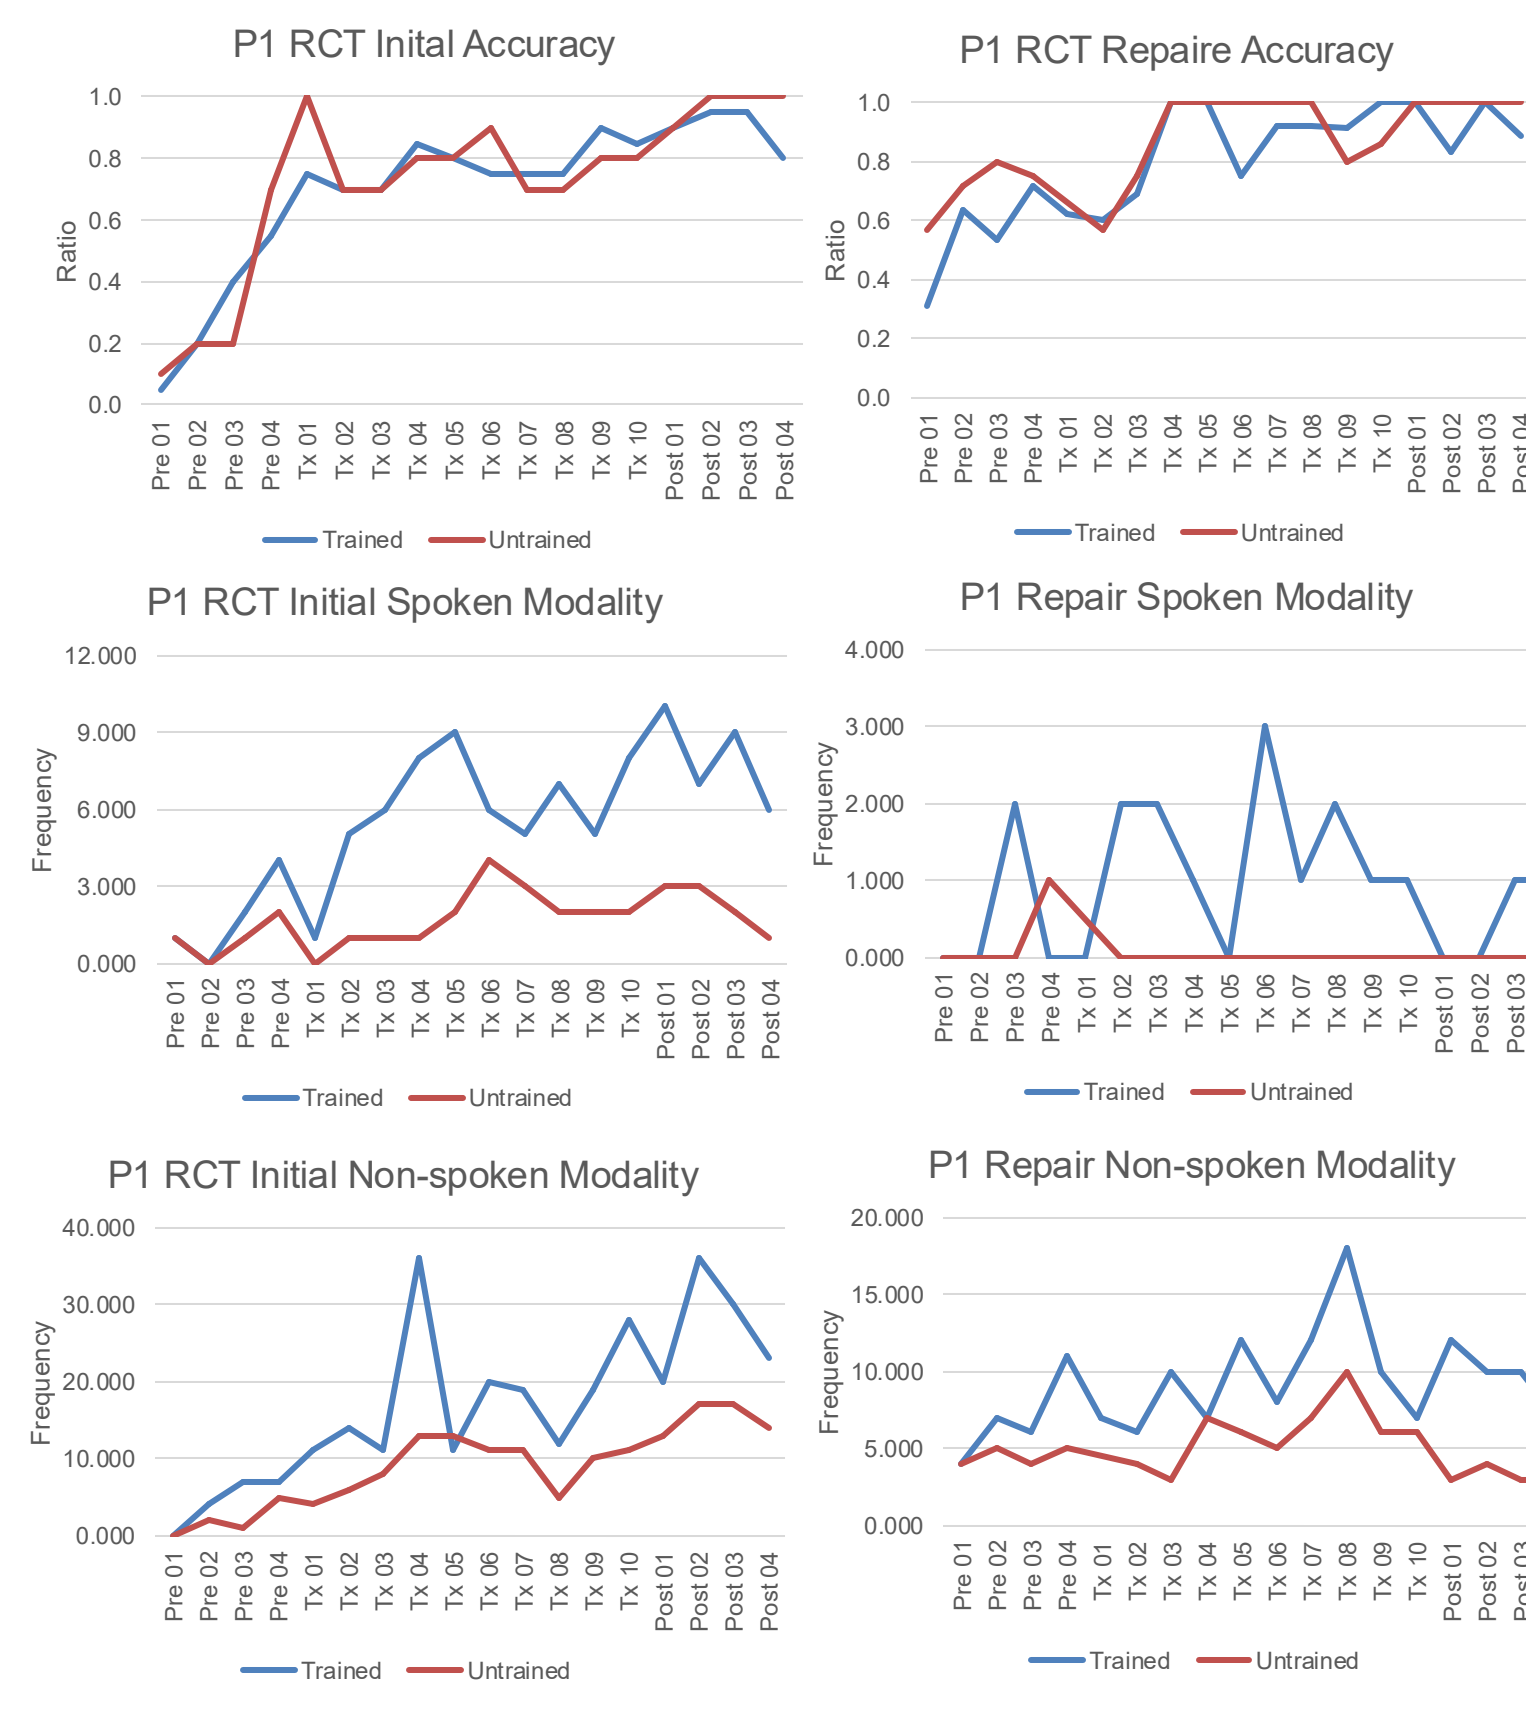 P1 RCT Inital Accuracy
1.0
0.8
0.6
0.4
0.2
0.0
Ratio
Pre 01
Pre 02
Pre 03
Pre 04
Tx 01
Tx 02
Tx 03
Tx 04
Tx 05
Tx 06
Tx 07
Tx 08
Tx 09
Tx 10
Post 01
Post 02
Post 03
Post 04
Trained Untrained
P1 RCT Repaire Accuracy
1.0
0.8
0.6
0.4
0.2
0.0
Ratio
Pre 01
Pre 02
Pre 03
Pre 04
Tx 01
Tx 02
Tx 03
Tx 04
Tx 05
Tx 06
Tx 07
Tx 08
Tx 09
Tx 10
Post 01
Post 02
Post 03
Post 04
Trained Untrained
P1 RCT Initial Spoken Modality
12.000
9.000
6.000
3.000
0.000
Frequency
Pre 01
Pre 02
Pre 03
Pre 04
Tx 01
Tx 02
Tx 03
Tx 04
Tx 05
Tx 06
Tx 07
Tx 08
Tx 09
Tx 10
Post 01
Post 02
Post 03
Post 04
Trained Untrained
P1 Repair Spoken Modality
4.000
3.000
2.000
1.000
0.000
Frequency
Pre 01
Pre 02
Pre 03
Pre 04
Tx 01
Tx 02
Tx 03
Tx 04
Tx 05
Tx 06
Tx 07
Tx 08
Tx 09
Tx 10
Post 01
Post 02
Post 03
Trained Untrained
P1 RCT Initial Non-spoken Modality
40.000
30.000
20.000
10.000
0.000
Frequency
Pre 01
Pre 02
Pre 03
Pre 04
Tx 01
Tx 02
Tx 03
Tx 04
Tx 05
Tx 06
Tx 07
Tx 08
Tx 09
Tx 10
Post 01
Post 02
Post 03
Post 04
Trained Untrained
P1 Repair Non-spoken Modality
20.000
15.000
10.000
5.000
0.000
Frequency
Pre 01
Pre 02
Pre 03
Pre 04
Tx 01
Tx 02
Tx 03
Tx 04
Tx 05
Tx 06
Tx 07
Tx 08
Tx 09
Tx 10
Post 01
Post 02
Post 03
Trained Untrained